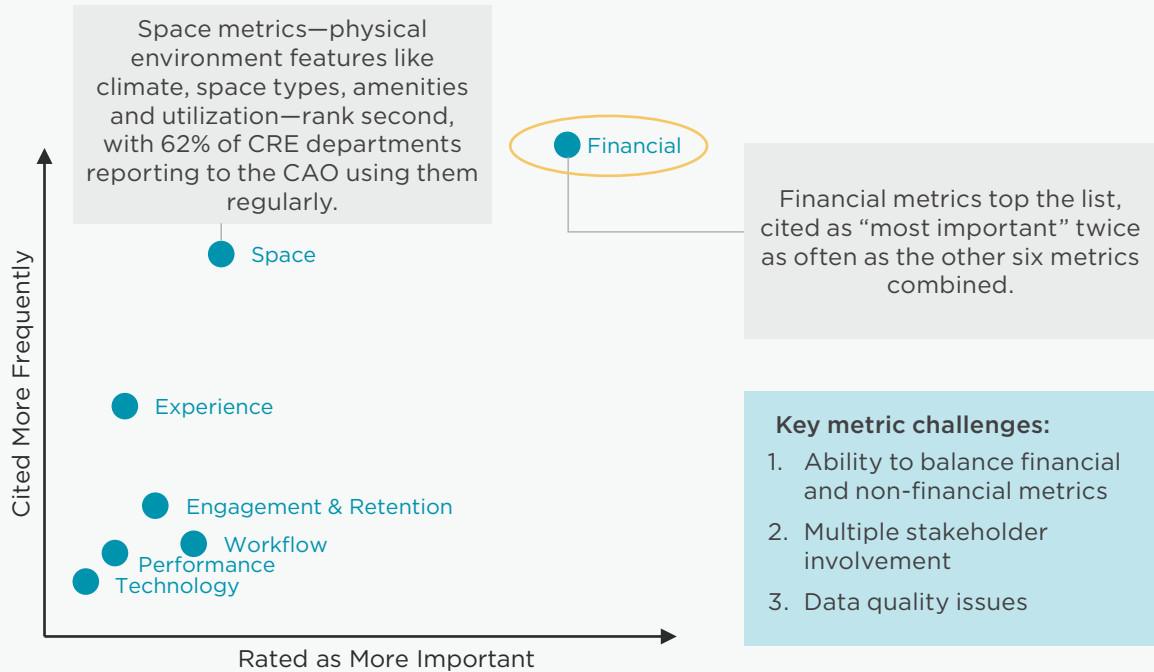 Space metrics—physical
environment features like
climate, space types, amenities
and utilization—rank second,
with 62% of CRE departments
reporting to the CAO using them
regularly.
Financial
Financial metrics top the list,
cited as “most important” twice
as often as the other six metrics
combined.
Space
Experience
Engagement & Retention
Workflow
Performance
Technology
Cited More Frequently
Rated as More Important
Key metric challenges:
1. Ability to balance financial
and non-financial metrics
2. Multiple stakeholder
involvement
3. Data quality issues